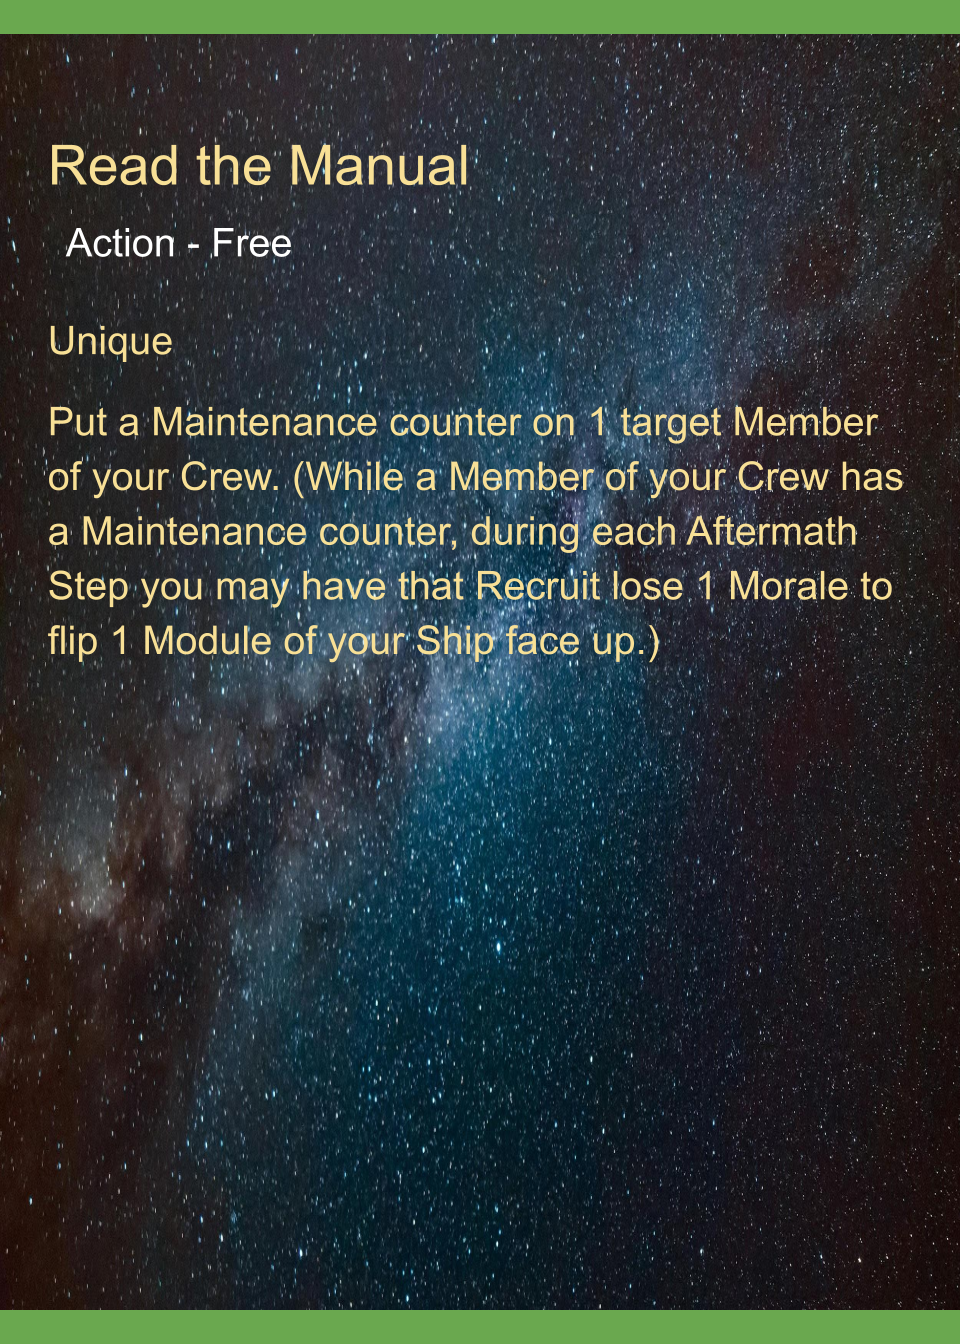 Read the Manual
Action - Free
Unique
Put a Maintenance counter on 1 target Member
of your Crew. (While a Member of your Crew has
a Maintenance counter, during each Aftermath
Step you may have that Recruit lose 1 Morale to
flip 1 Module of your Ship face up.)